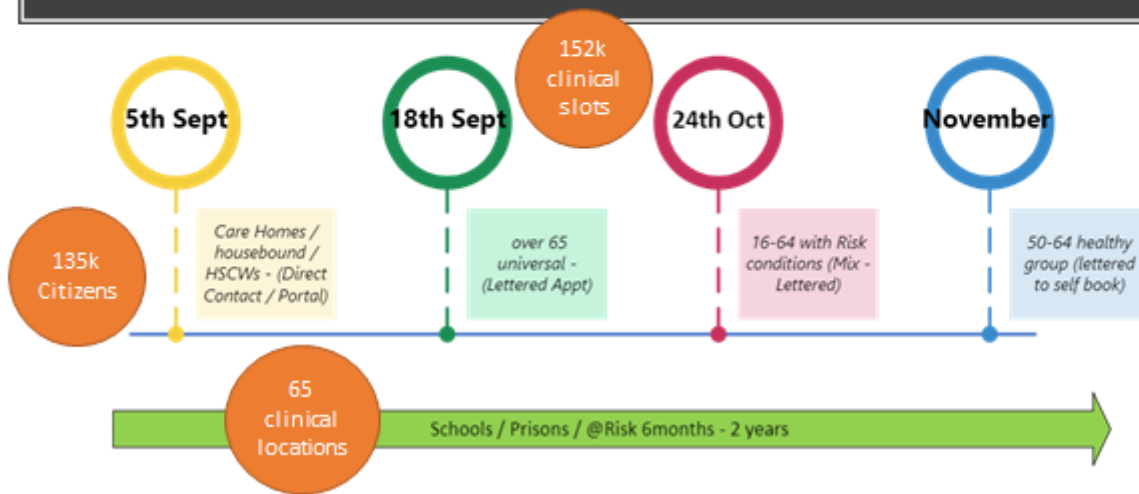 152k
clinical
slots
5th Sept
18th Sept
24th Oct
November
135k
Citizens
Care Homes /
housebound /
HSCWs - (Direct
Contact / Portal)
over 65
universal -
(Lettered Appt)
16-64 with Risk
conditions (Mix -
Lettered)
50-64 healthy
group (lettered
to self book)
65
clinical
locations
Schools / Prisons / @Risk 6months - 2 years